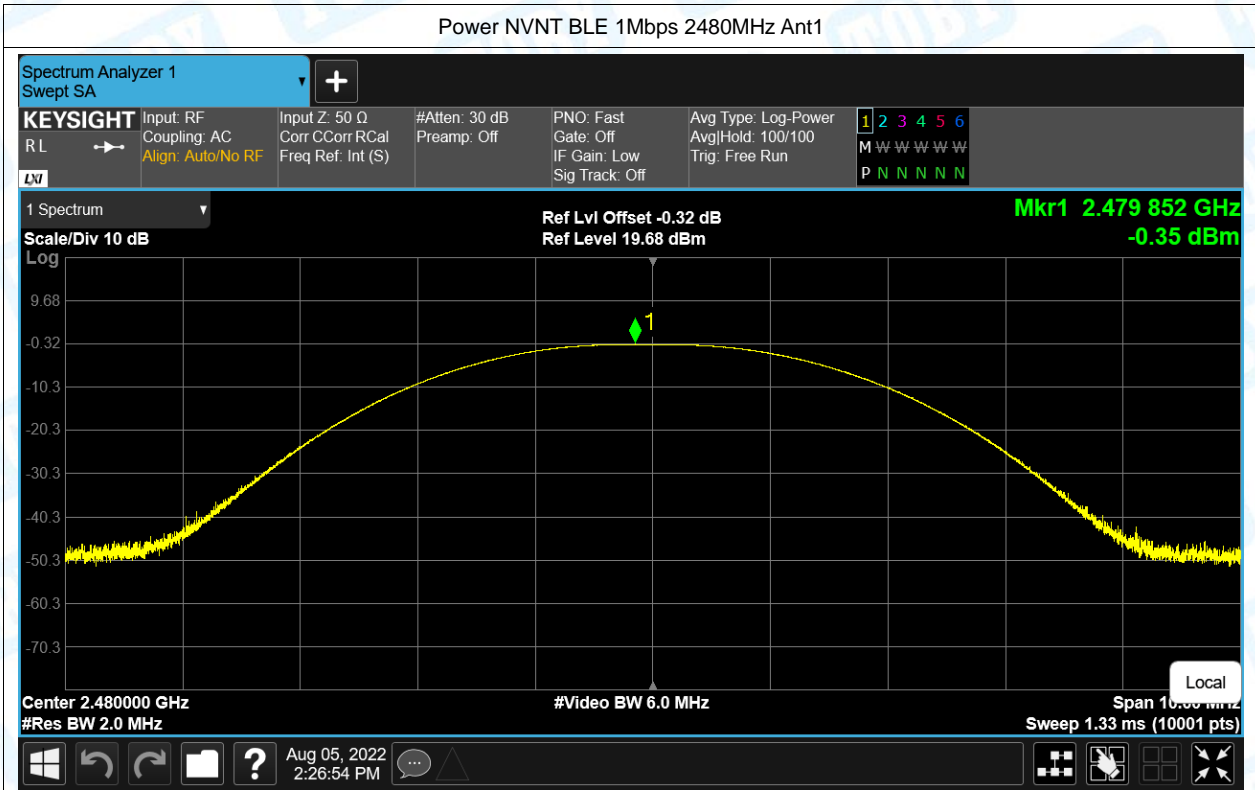 Power NVNT BLE 1Mbps 2480MHz Ant1
Spectrum Analyzer 1
Swept SA
KEYSIGHT
R L
LXI
Input: RF
Coupling: AC
Align: Auto/No RF
Input Z: 50 Ω
Corr CCorr RCal
Freq Ref: Int (S)
#Atten: 30 dB
Preamp: Off
PNO: Fast
Gate: Off
IF Gain: Low
Sig Track: Off
Avg Type: Log-Power
Avg|Hold: 100/100
Trig: Free Run
1 2 3 4 5 6
M W W W W W
P N N N N N
1 Spectrum
Scale/Div 10 dB
Log
Ref Lvl Offset -0.32 dB
Ref Level 19.68 dBm
Mkr1 2.479 852 GHz
-0.35 dBm
1
9.68
-0.32
-10.3
-20.3
-30.3
-40.3
-50.3
-60.3
-70.3
Local
Center 2.480000 GHz
#Res BW 2.0 MHz
#Video BW 6.0 MHz
Span 10.00 MHz
Sweep 1.33 ms (10001 pts)
?
Aug 05, 2022
2:26:54 PM